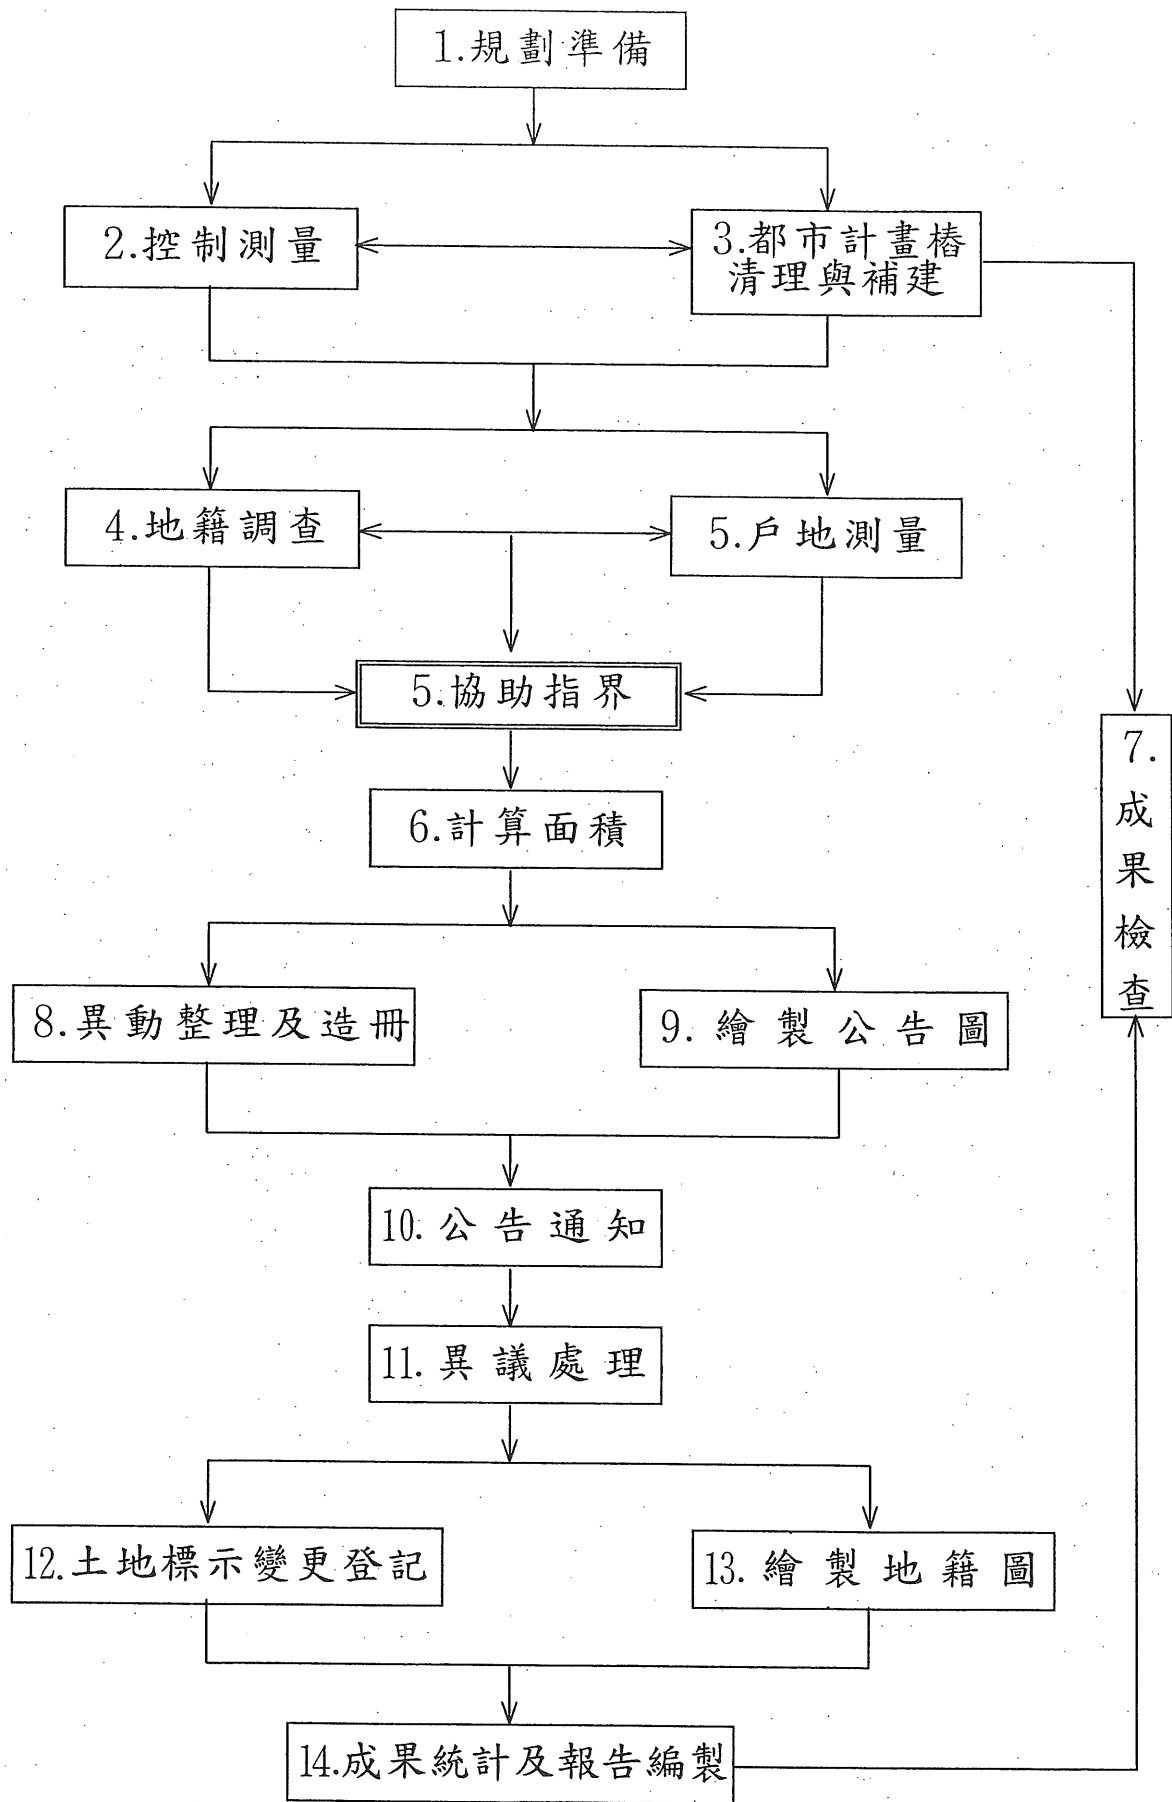 1.規劃準備
2.控制測量
3.都市計畫樁
清理與補建
4.地籍調查
5.戶地測量
5.協助指界
6.計算面積
7.成果檢查
8.異動整理及造冊
9.繪製公告圖
10.公告通知
11.異議處理
12.土地標示變更登記
13.繪製地籍圖
14.成果統計及報告編製